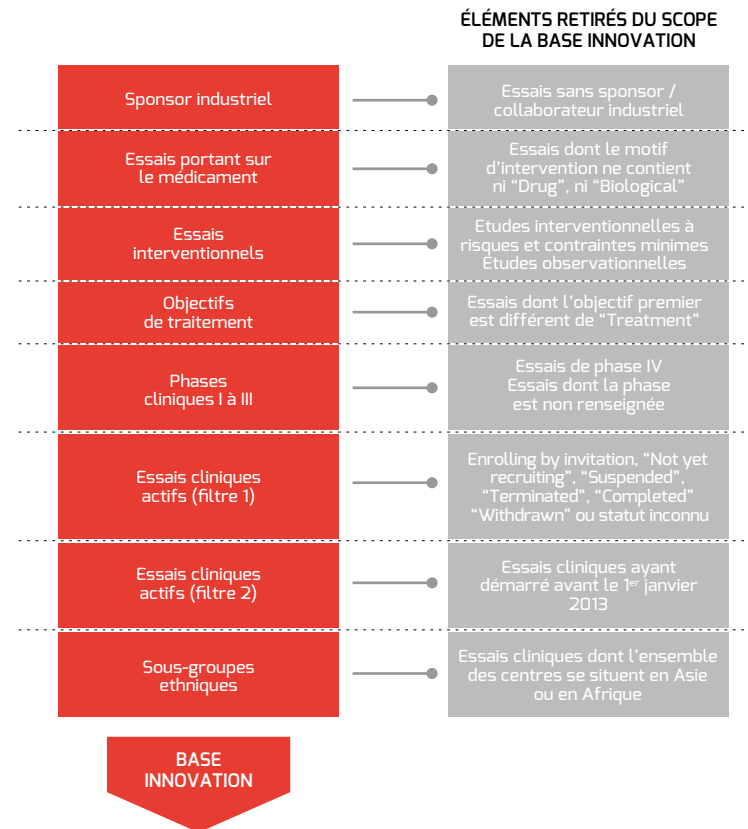 ÉLÉMENTS RETIRÉS DU SCOPE
DE LA BASE INNOVATION
Sponsor industriel
Essais sans sponsor /
collaborateur industriel
Essais portant sur
le médicament
Essais dont le motif
d’intervention ne contient
ni “Drug”, ni “Biological”
Essais
interventionnels
Etudes interventionnelles à
risques et contraintes minimes
Études observationnelles
Objectifs
de traitement
Essais dont l’objectif premier
est différent de “Treatment”
Phases
cliniques I à III
Essais de phase IV
Essais dont la phase
est non renseignée
Essais cliniques
actifs (filtre 1)
Enrolling by invitation, “Not yet
recruiting”, “Suspended”,
“Terminated”, “Completed”
“Withdrawn” ou statut inconnu
Essais cliniques
actifs (filtre 2)
Essais cliniques ayant
démarré avant le 1er janvier
2013
Sous-groupes
ethniques
Essais cliniques dont l’ensemble
des centres se situent en Asie
ou en Afrique
BASE
INNOVATION